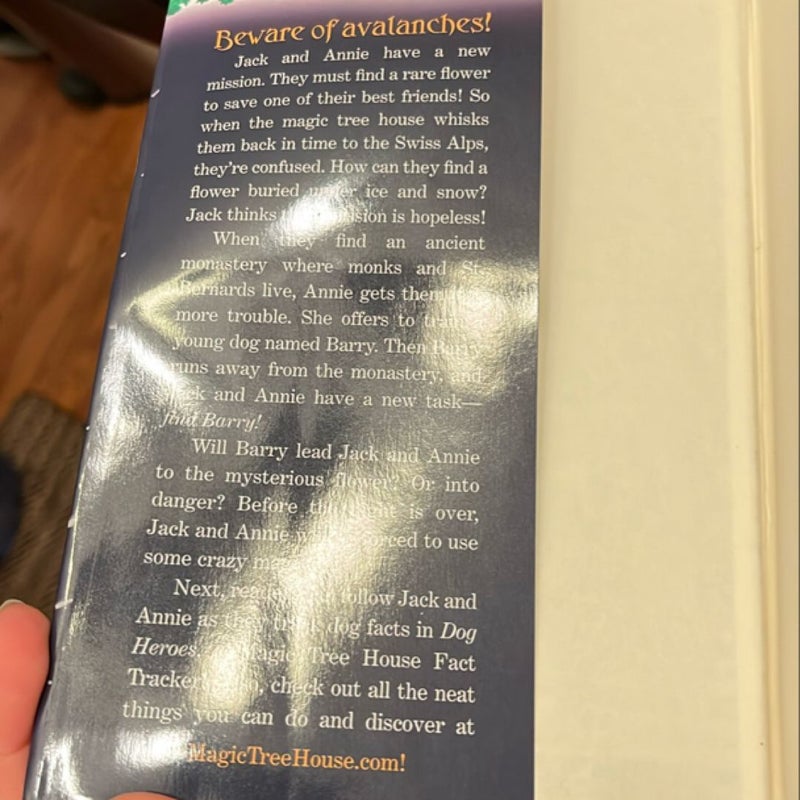 Beware of avalanches!
Jack and Annie have a new
mission. They must find a rare flower
to save one of their best friends! So
when the magic tree house whisks
them back in time to the Swiss Alps,
they're confused. How can they find a
flower buried under ice and snow?
Jack thinks mission is hopeless!
When they find an ancient
monastery where monks and St.
Bernards live, Annie gets them
more trouble. She offers to train
young dog named Barry. Then Barry
runs away from the monastery, and
Jack and Annie have a new task—
find Barry!
Will Barry lead Jack and Annie
to the mysterious flower? Or into
danger? Before the is over,
Jack and Annie forced to use
some crazy
Next, follow Jack and
Annie as they track dog facts in Dog
Heroes, Magic Tree House Fact
Tracker check out all the neat
things you can do and discover at
MagicTreeHouse.com!